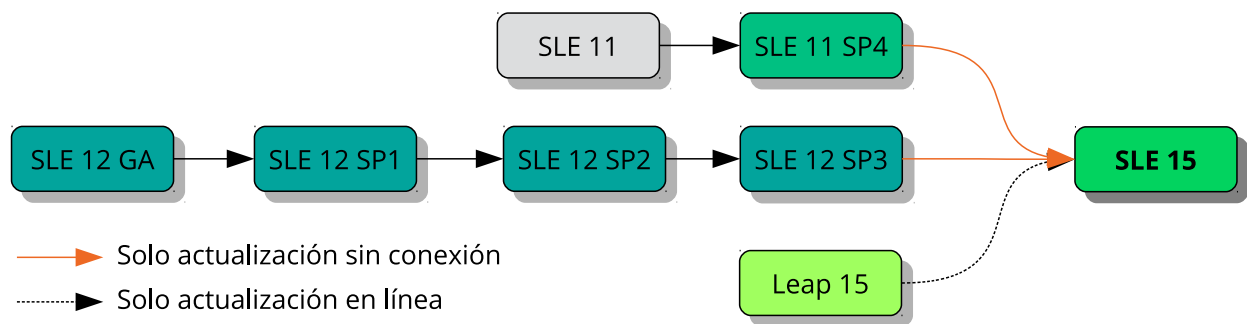 SLE 11
SLE 11 SP4
SLE 12 GA
SLE 12 SP1
SLE 12 SP2
SLE 12 SP3
SLE 15
Solo actualización sin conexión
Leap 15
Solo actualización en línea